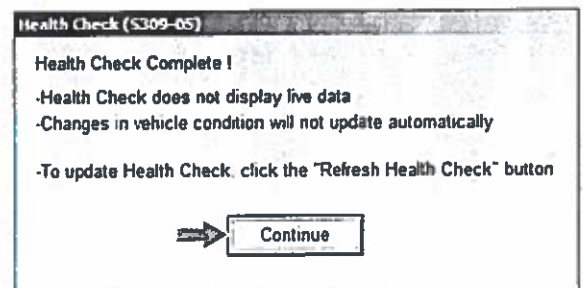 Health Check (S309-05)
Health Check Complete !
-Health Check does not display live data
-Changes in vehicle condition will not update automatically
-To update Health Check, click the "Refresh Health Check" button
Continue